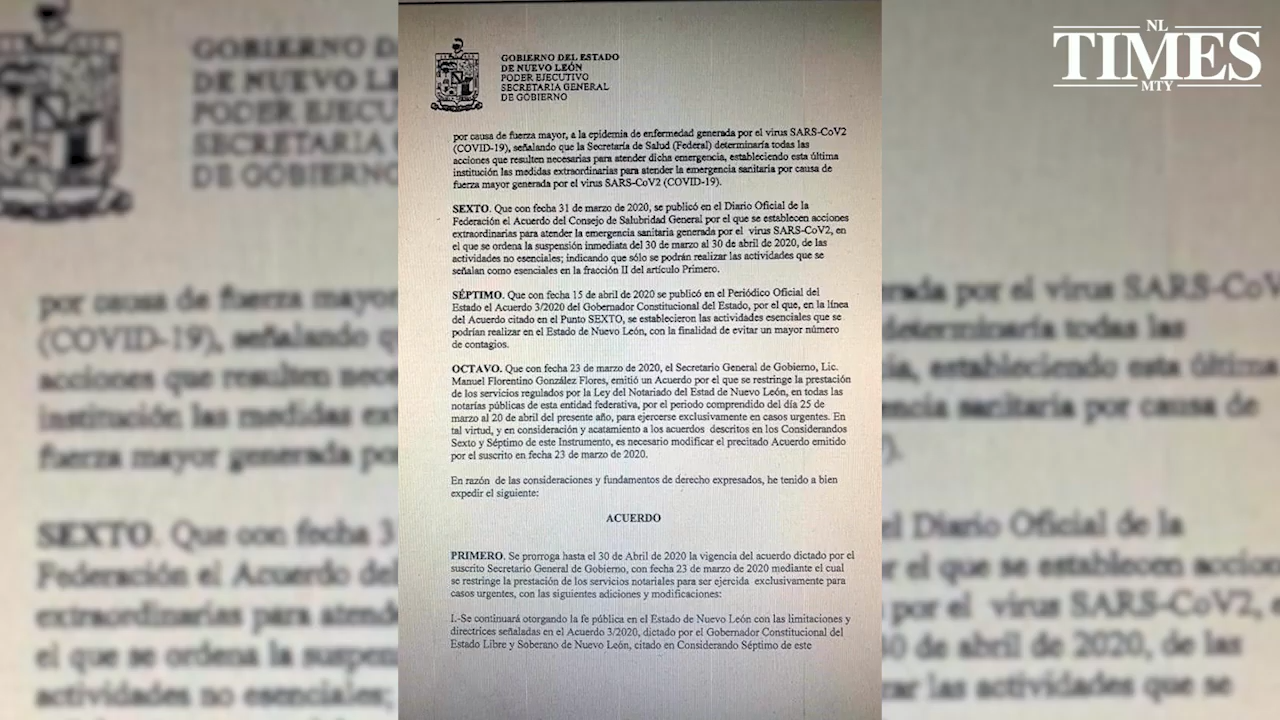 NL
TIMES
MTY
GOBIERNO DEL ESTADO
DE NUEVO LEÓN
PODER EJECUTIVO
SECRETARIA GENERAL
DE GOBIERNO
por causa de fuerza mayor, a la epidemia de enfermedad generada por el virus SARS-CoV2
(COVID-19), señalando que la Secretaría de Salud (Federal) determinaría todas las
acciones que resulten necesarias para atender dicha emergencia, estableciendo esta última
institución las medidas extraordinarias para atender la emergencia sanitaria por causa de
fuerza mayor generada por el virus SARS-CoV2 (COVID-19).
SEXTO. Que con fecha 31 de marzo de 2020, se publicó en el Diario Oficial de la
Federación el Acuerdo del Consejo de Salubridad General por el que se establecen acciones
extraordinarias para atender la emergencia sanitaria generada por el virus SARS-CoV2, en
el que se ordena la suspensión inmediata del 30 de marzo al 30 de abril de 2020, de las
actividades no esenciales; indicando que sólo se podrán realizar las actividades que se
señalan como esenciales en la fracción II del artículo Primero.
SÉPTIMO. Que con fecha 15 de abril de 2020 se publicó en el Periódico Oficial del
Estado el Acuerdo 3/2020 del Gobernador Constitucional del Estado, por el que, en la línea
del Acuerdo citado en el Punto SEXTO, se establecieron las actividades esenciales que se
podrían realizar en el Estado de Nuevo León, con la finalidad de evitar un mayor número
de contagios.
OCTAVO. Que con fecha 23 de marzo de 2020, el Secretario General de Gobierno, Lic.
Manuel Florentino González Flores, emitió un Acuerdo por el que se restringe la prestación
de los servicios regulados por la Ley del Notariado del Estad de Nuevo León, en todas las
notarías públicas de esta entidad federativa, por el periodo comprendido del día 25 de
marzo al 20 de abril del presente año, para ejercerse exclusivamente en casos urgentes. En
tal virtud, y en consideración y acatamiento a los acuerdos descritos en los Considerandos
Sexto y Séptimo de este Instrumento, es necesario modificar el precitado Acuerdo emitido
por el suscrito en fecha 23 de marzo de 2020.
En razón de las consideraciones y fundamentos de derecho expresados, he tenido a bien
expedir el siguiente:
ACUERDO
PRIMERO. Se prorroga hasta el 30 de Abril de 2020 la vigencia del acuerdo dictado por el
suscrito Secretario General de Gobierno, con fecha 23 de marzo de 2020 mediante el cual
se restringe la prestación de los servicios notariales para ser ejercida exclusivamente para
casos urgentes, con las siguientes adiciones y modificaciones:
I.-Se continuará otorgando la fe pública en el Estado de Nuevo León con las limitaciones y
directrices señaladas en el Acuerdo 3/2020, dictado por el Gobernador Constitucional del
Estado Libre y Soberano de Nuevo León, citado en Considerando Séptimo de este